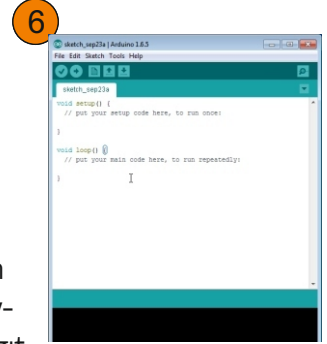 6
sketch_sep23a | Arduino 1.6.5
File Edit Sketch Tools Help
sketch_sep23a
void setup() {
// put your setup code here, to run once:
}
void loop() {
// put your main code here, to run repeatedly:
}